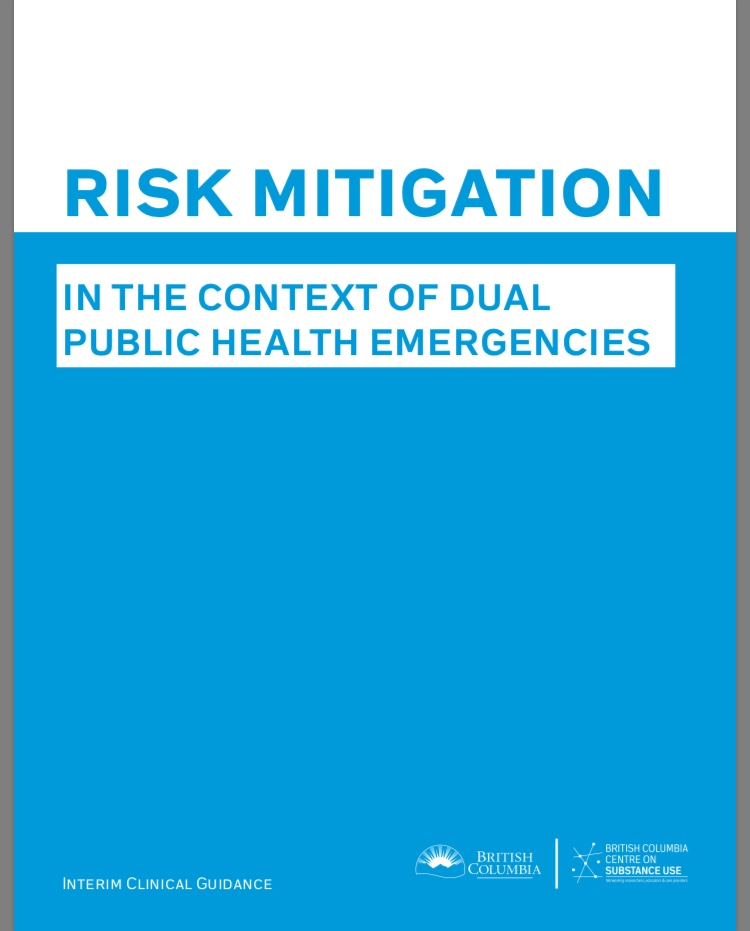 RISK MITIGATION
IN THE CONTEXT OF DUAL
PUBLIC HEALTH EMERGENCIES
INTERIM CLINICAL GUIDANCE
BRITISH
COLUMBIA
BRITISH COLUMBIA
CENTRE ON
SUBSTANCE USE